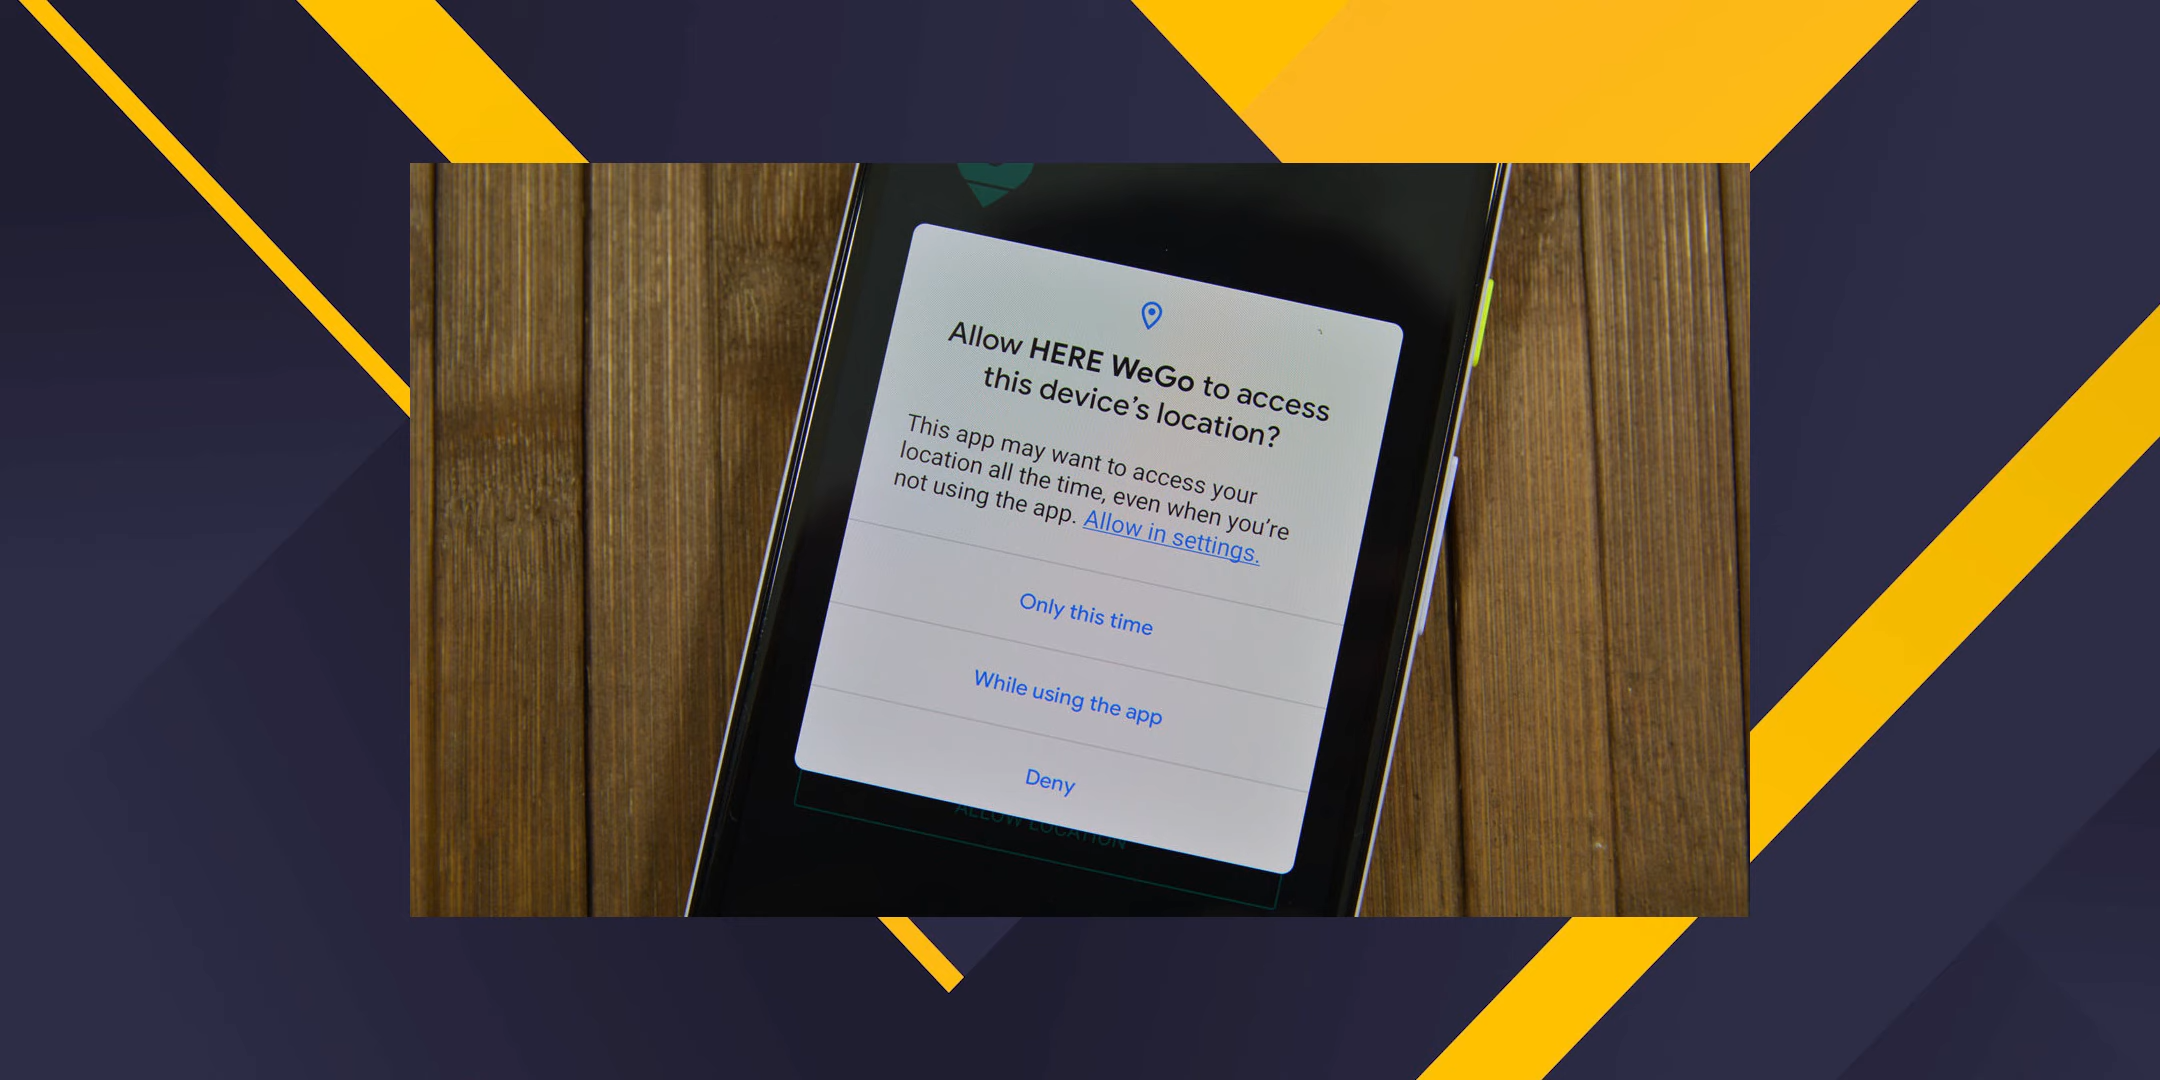 Allow HERE WeGo to access
this device's location?
This app may want to access your
location all the time, even when you're
not using the app. Allow in settings.
Only this time
While using the app
Deny
ALLOW LOCATION